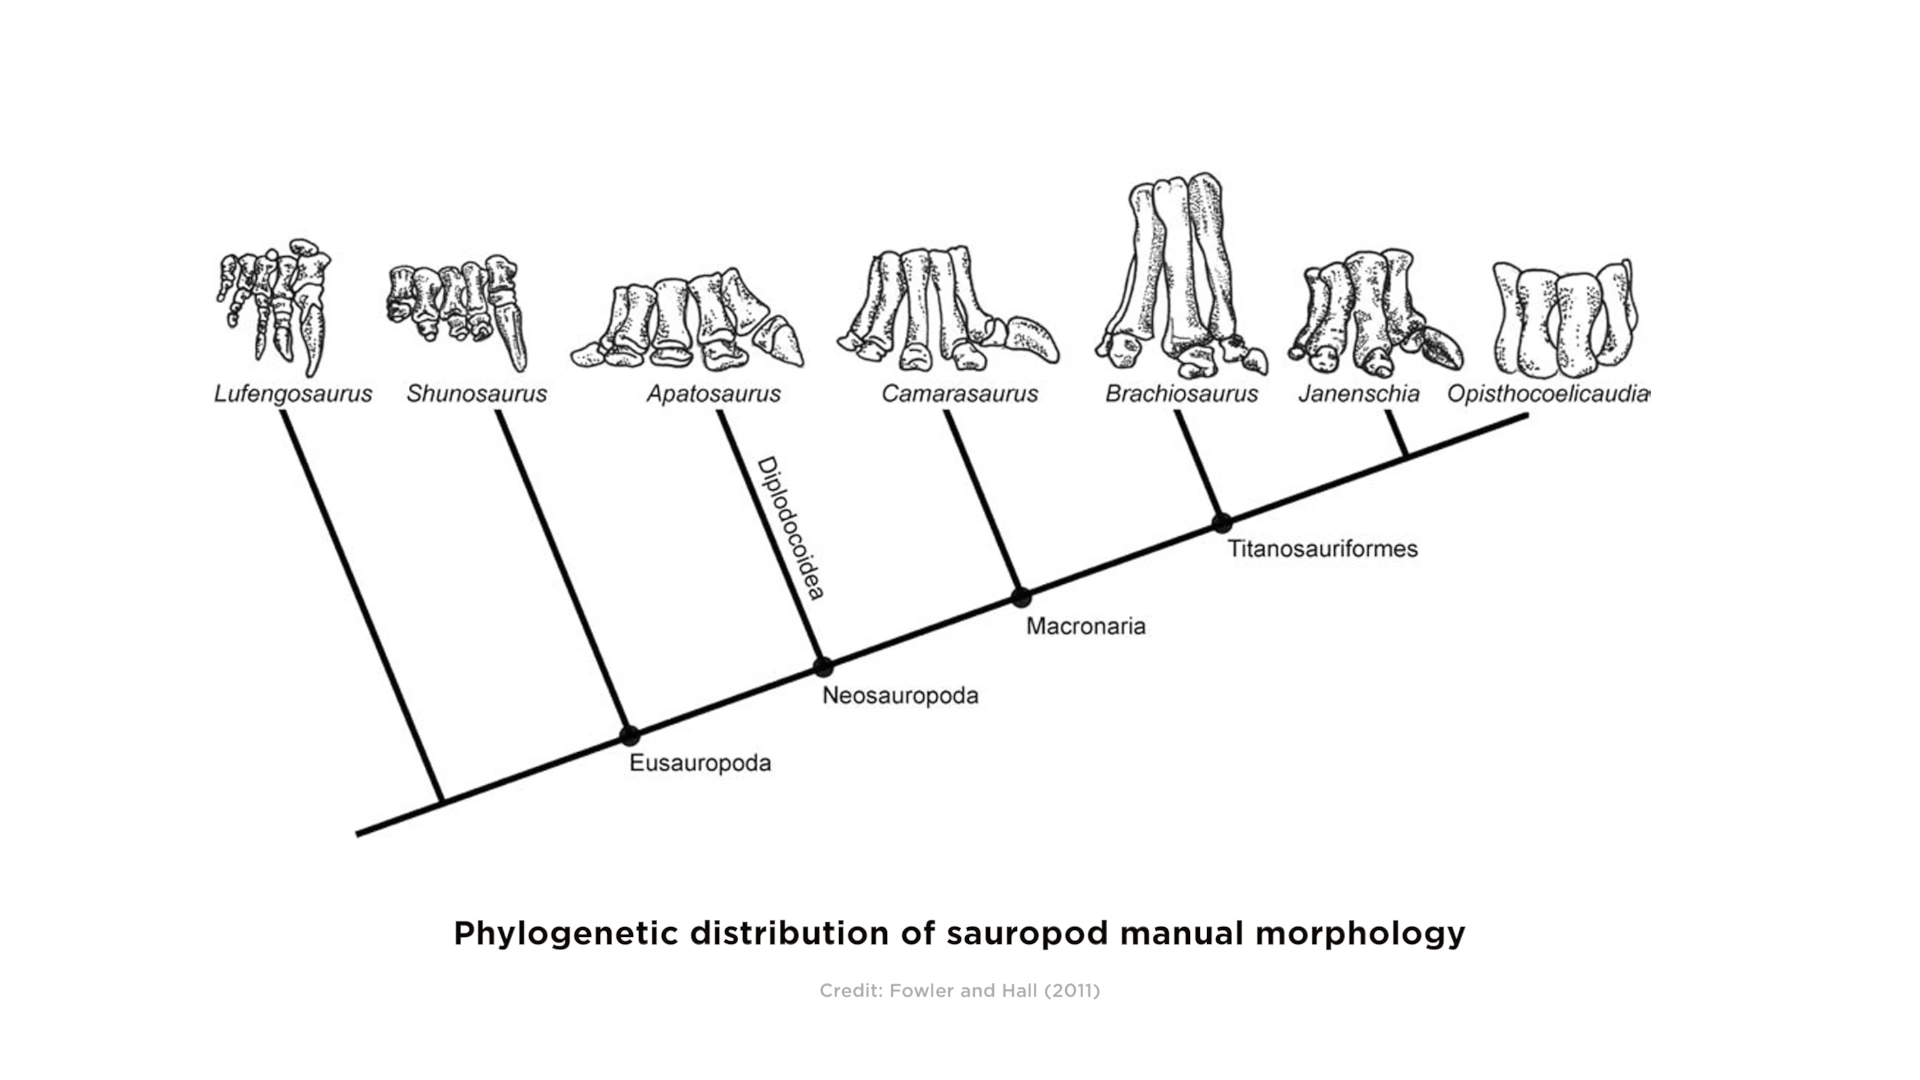 Lufengosaurus Shunosaurus Apatosaurus Camarasaurus Brachiosaurus Janenschia Opisthocoelicaudia
Diplodocoidea
Titanosauriformes
Macronaria
Neosauropoda
Eusauropoda
Phylogenetic distribution of sauropod manual morphology
Credit: Fowler and Hall (2011)